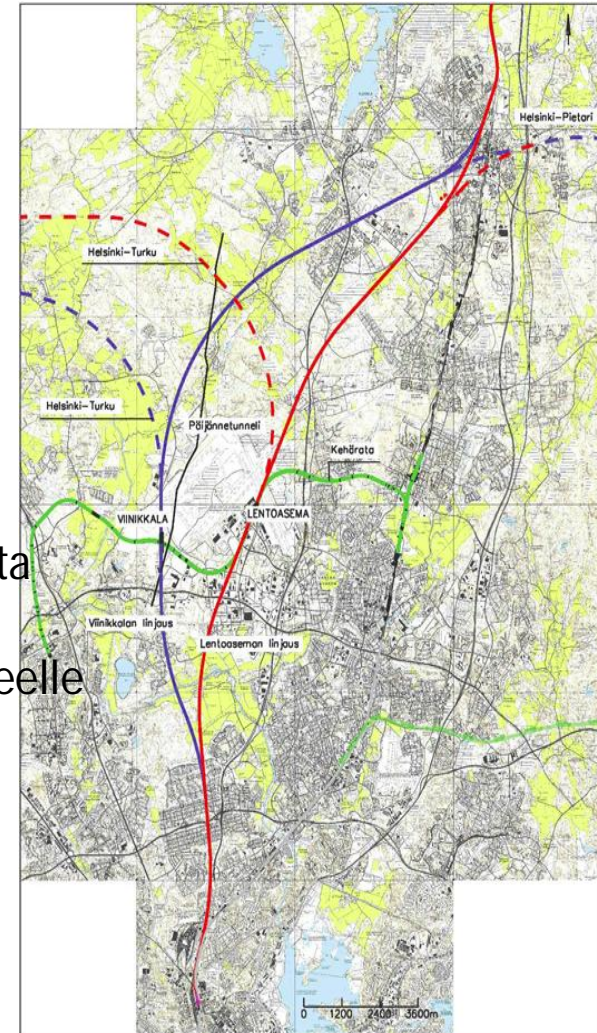 Helsinki-Pietari
Helsinki-Turku
Helsinki-Turku
Päijännetunneli
Kehärata
VIINIKKALA
LENTOASEMA
ta
Viinikkalan linjaus
Lentoaseman linjaus
eelle
0 1200 2400 3600m